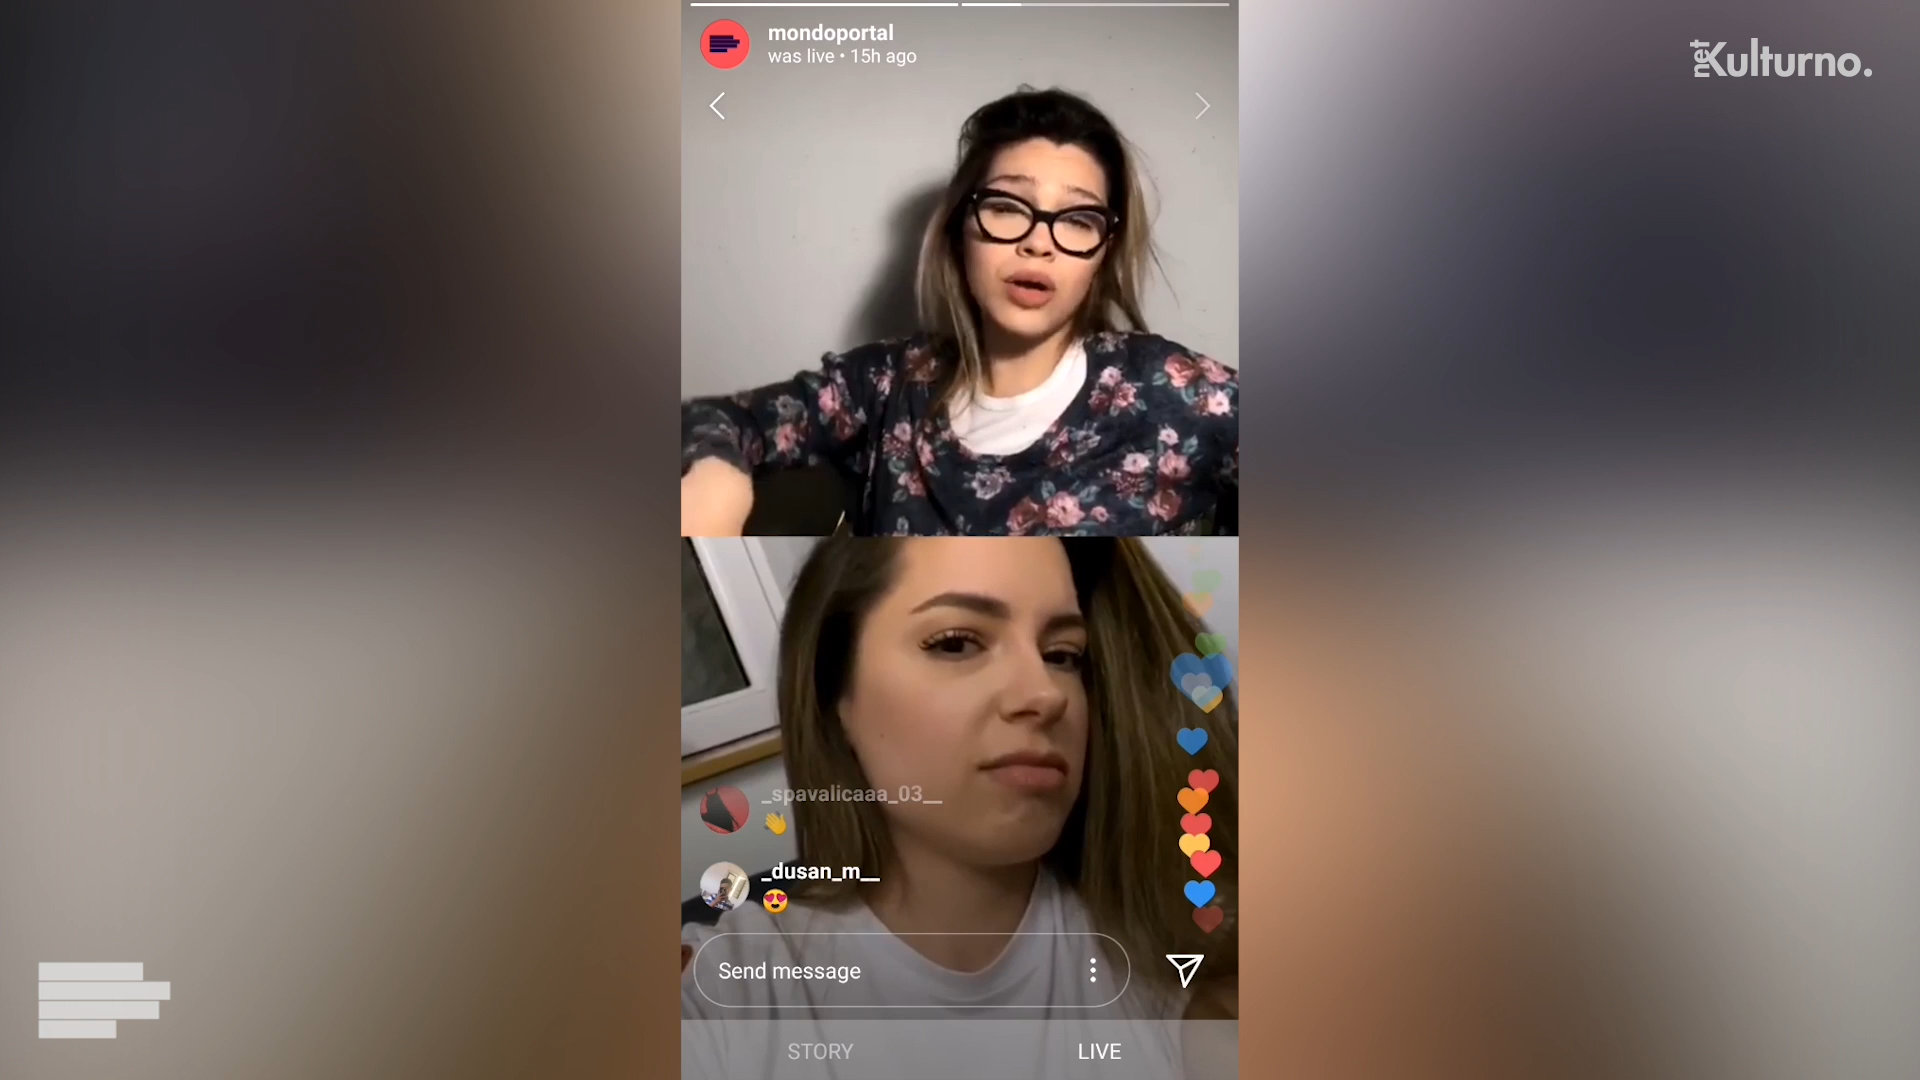 mondoportal
was live • 15h ago
netKulturno.
_spavalicaaa_03__
👋
_dusan_m__
😍
Send message
STORY
LIVE